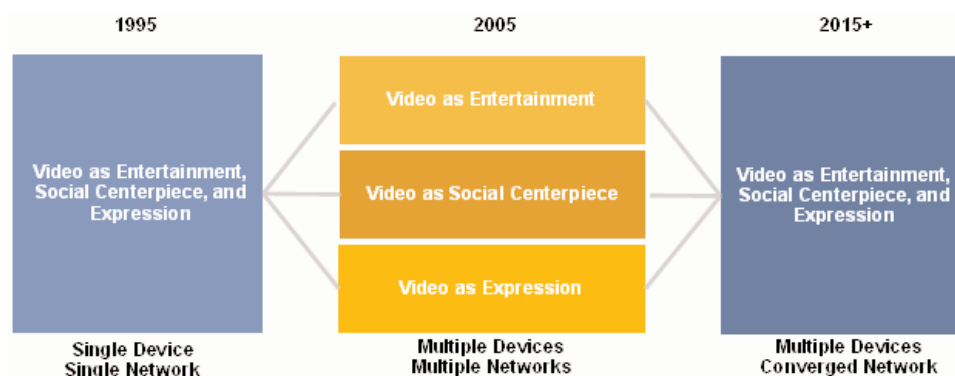 1995
2005
2015+
Video as Entertainment,
Social Centerpiece, and
Expression
Video as Entertainment
Video as Social Centerpiece
Video as Expression
Video as Entertainment,
Social Centerpiece, and
Expression
Single Device
Single Network
Multiple Devices
Multiple Networks
Multiple Devices
Converged Network